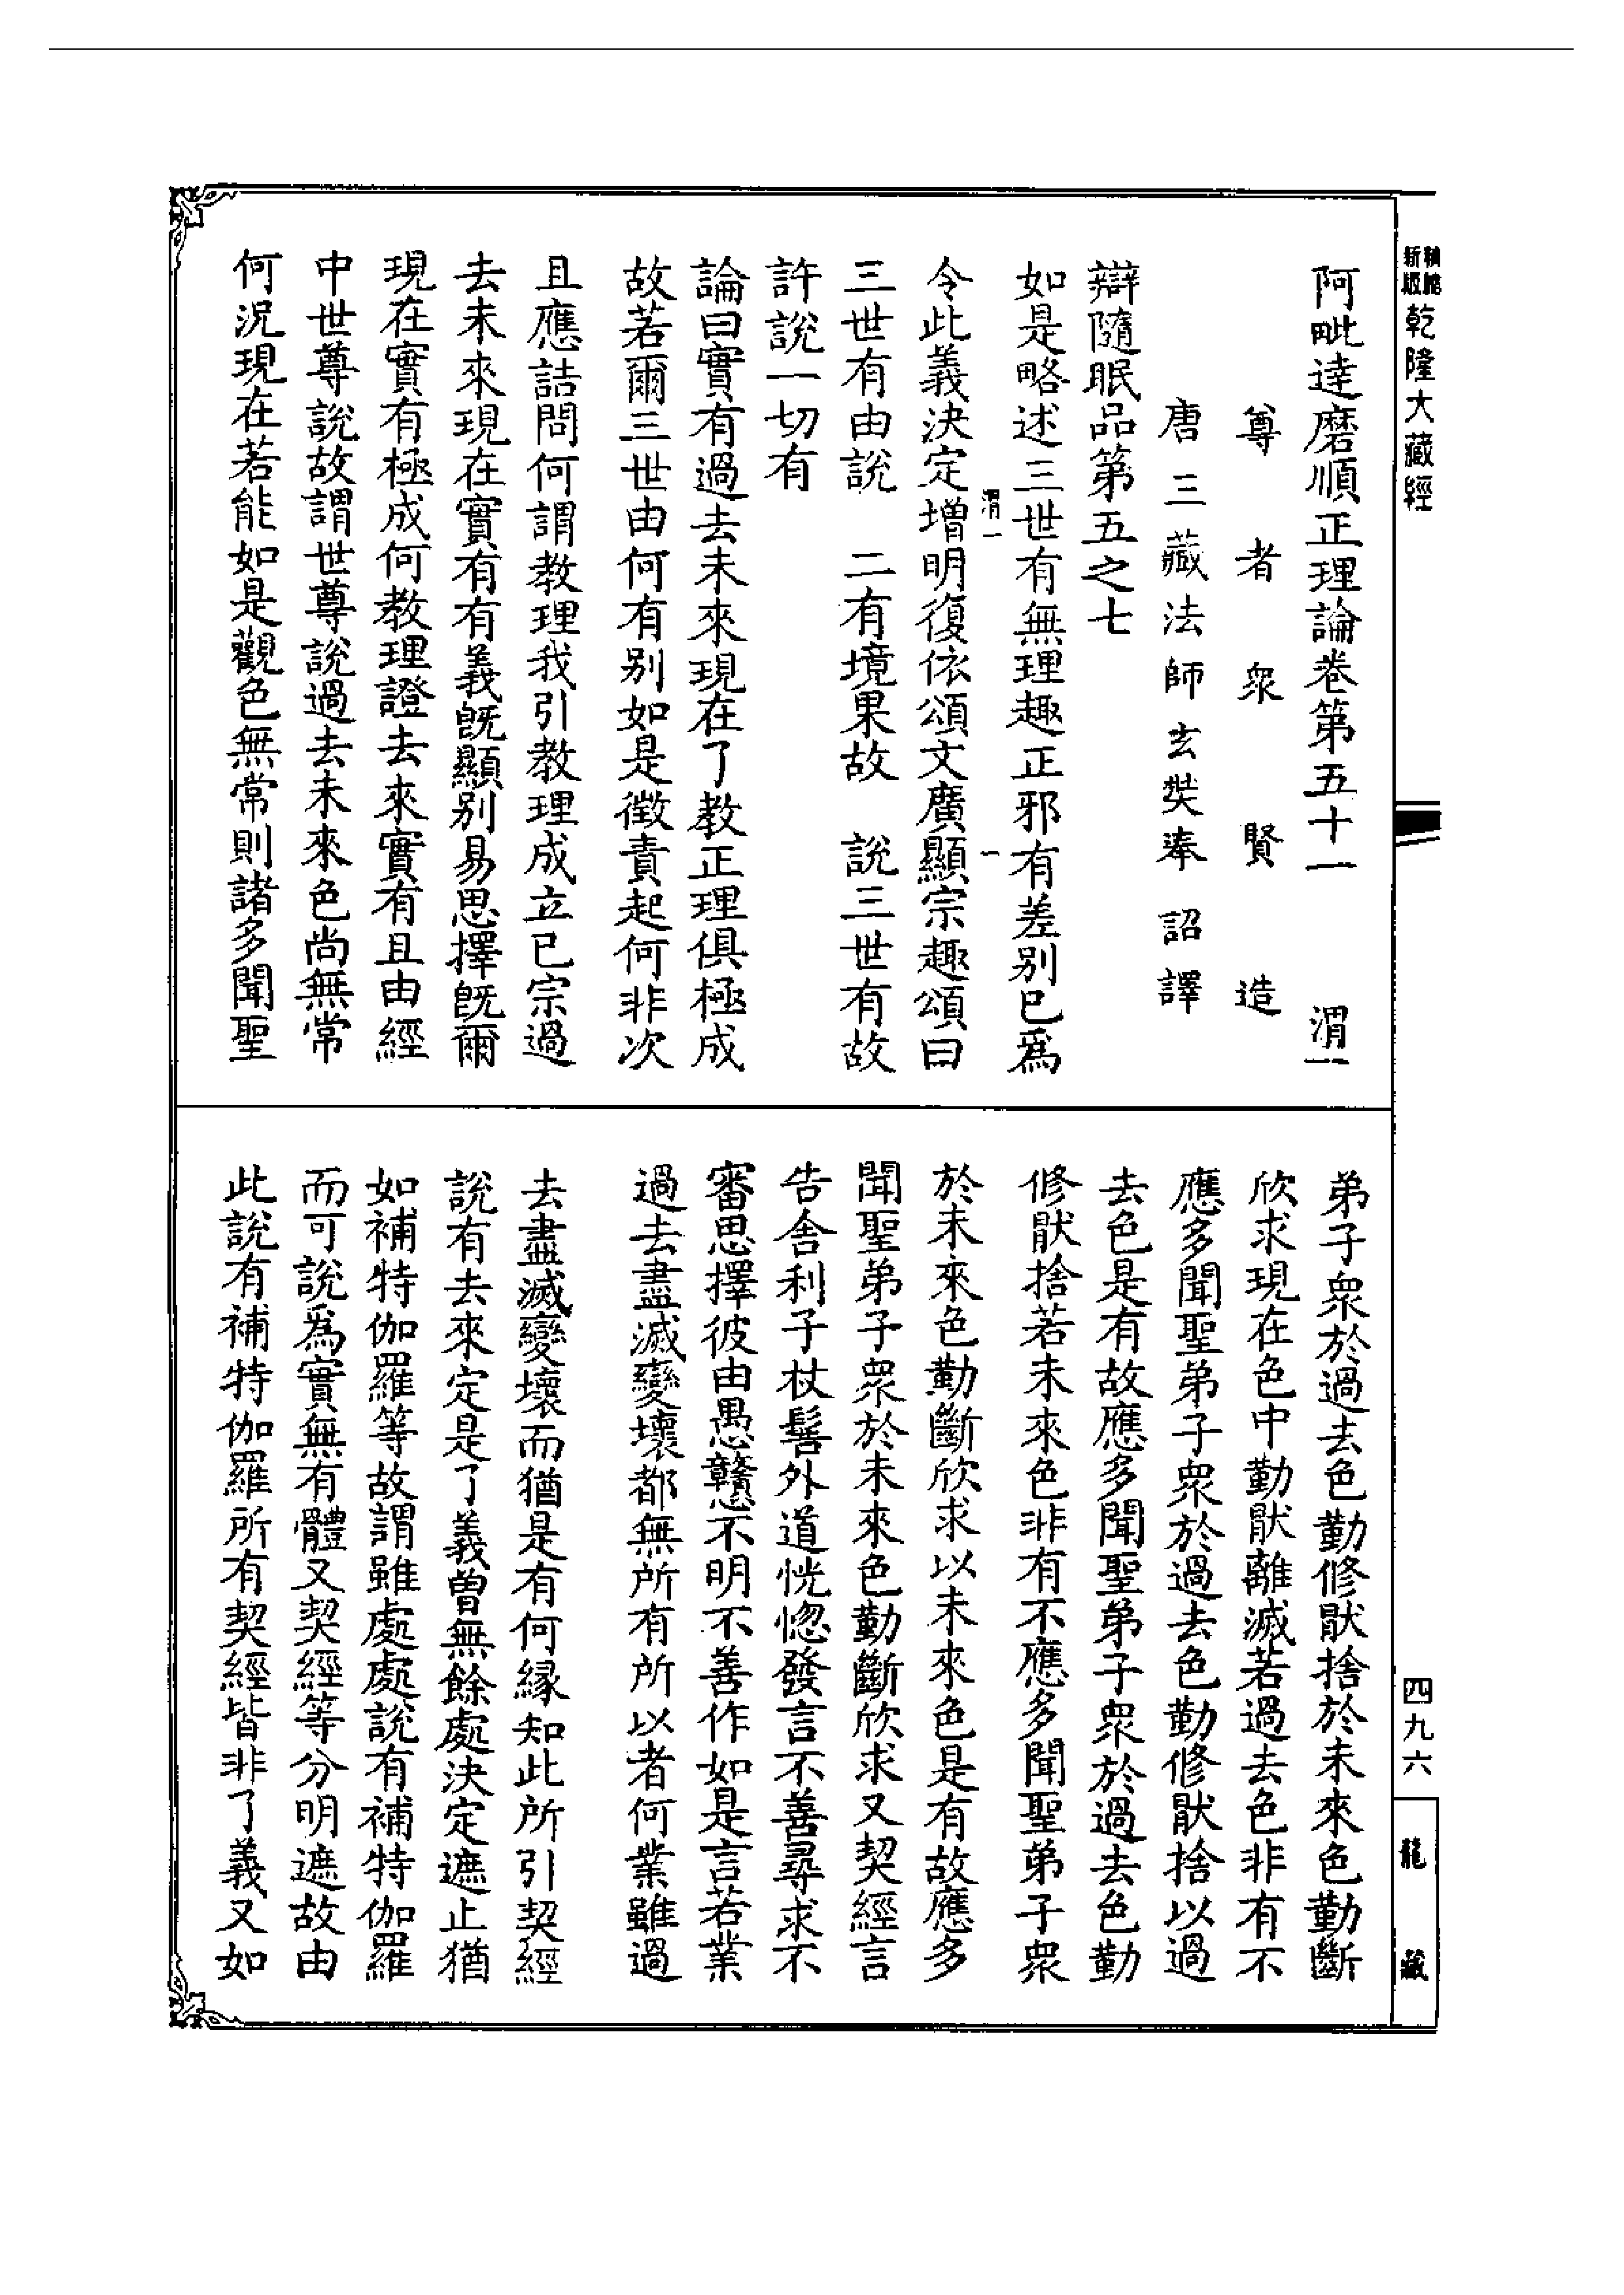 阿毗達磨順正理論卷第五十一 渭一
尊者衆賢造
唐三藏法師玄奘奉詔譯
辯隨眠品第五之七
如是略述三世有無理趣正邪有差別已爲
渭一 一
令此義決定增明復依頌文廣顯宗趣頌曰
三世有由說 二有境果故 說三世有故
許說一切有
論曰實有過去未來現在了教正理俱極成
故若爾三世由何有別如是徵責起何非次
且應詰問何謂教理我引教理成立已宗過
去未來現在實有有義既顯別易思擇既爾
現在實有極成何教理證去來實有且由經
中世尊說故謂世尊說過去未來色尚無常
何況現在若能如是觀色無常則諸多聞聖
弟子衆於過去色勤修猒捨於未來色勤斷
欣求現在色中勤猒離滅若過去色非有不
應多聞聖弟子衆於過去色勤修猒捨以過
去色是有故應多聞聖弟子衆於過去色勤
修猒捨若未來色非有不應多聞聖弟子衆
於未來色勤斷欣求以未來色是有故應多
聞聖弟子衆於未來色勤斷欣求又契經言
告舍利子杖髻外道恍惚發言不善尋求不
審思擇彼由愚戇不明不善作如是言若業
過去盡滅變壞都無所有所以者何業雖過
去盡滅變壞而猶是有何緣知此所引契經
說有去來定是了義曾無餘處決定遮止猶
如補特伽羅等故謂雖處處說有補特伽羅
而可說爲實無有體又契經等分明遮故由
此說有補特伽羅所有契經皆非了義又如
精縮新版乾隆大藏經
四九六
龍藏